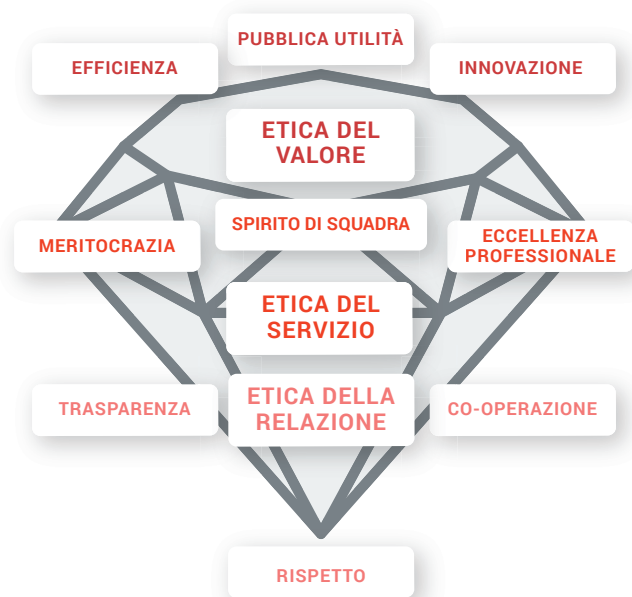 PUBBLICA UTILITÀ
EFFICIENZA
INNOVAZIONE
ETICA DEL
VALORE
SPIRITO DI SQUADRA
MERITOCRAZIA
ECCELLENZA
PROFESSIONALE
ETICA DEL
SERVIZIO
ETICA DELLA
RELAZIONE
TRASPARENZA
CO-OPERAZIONE
RISPETTO